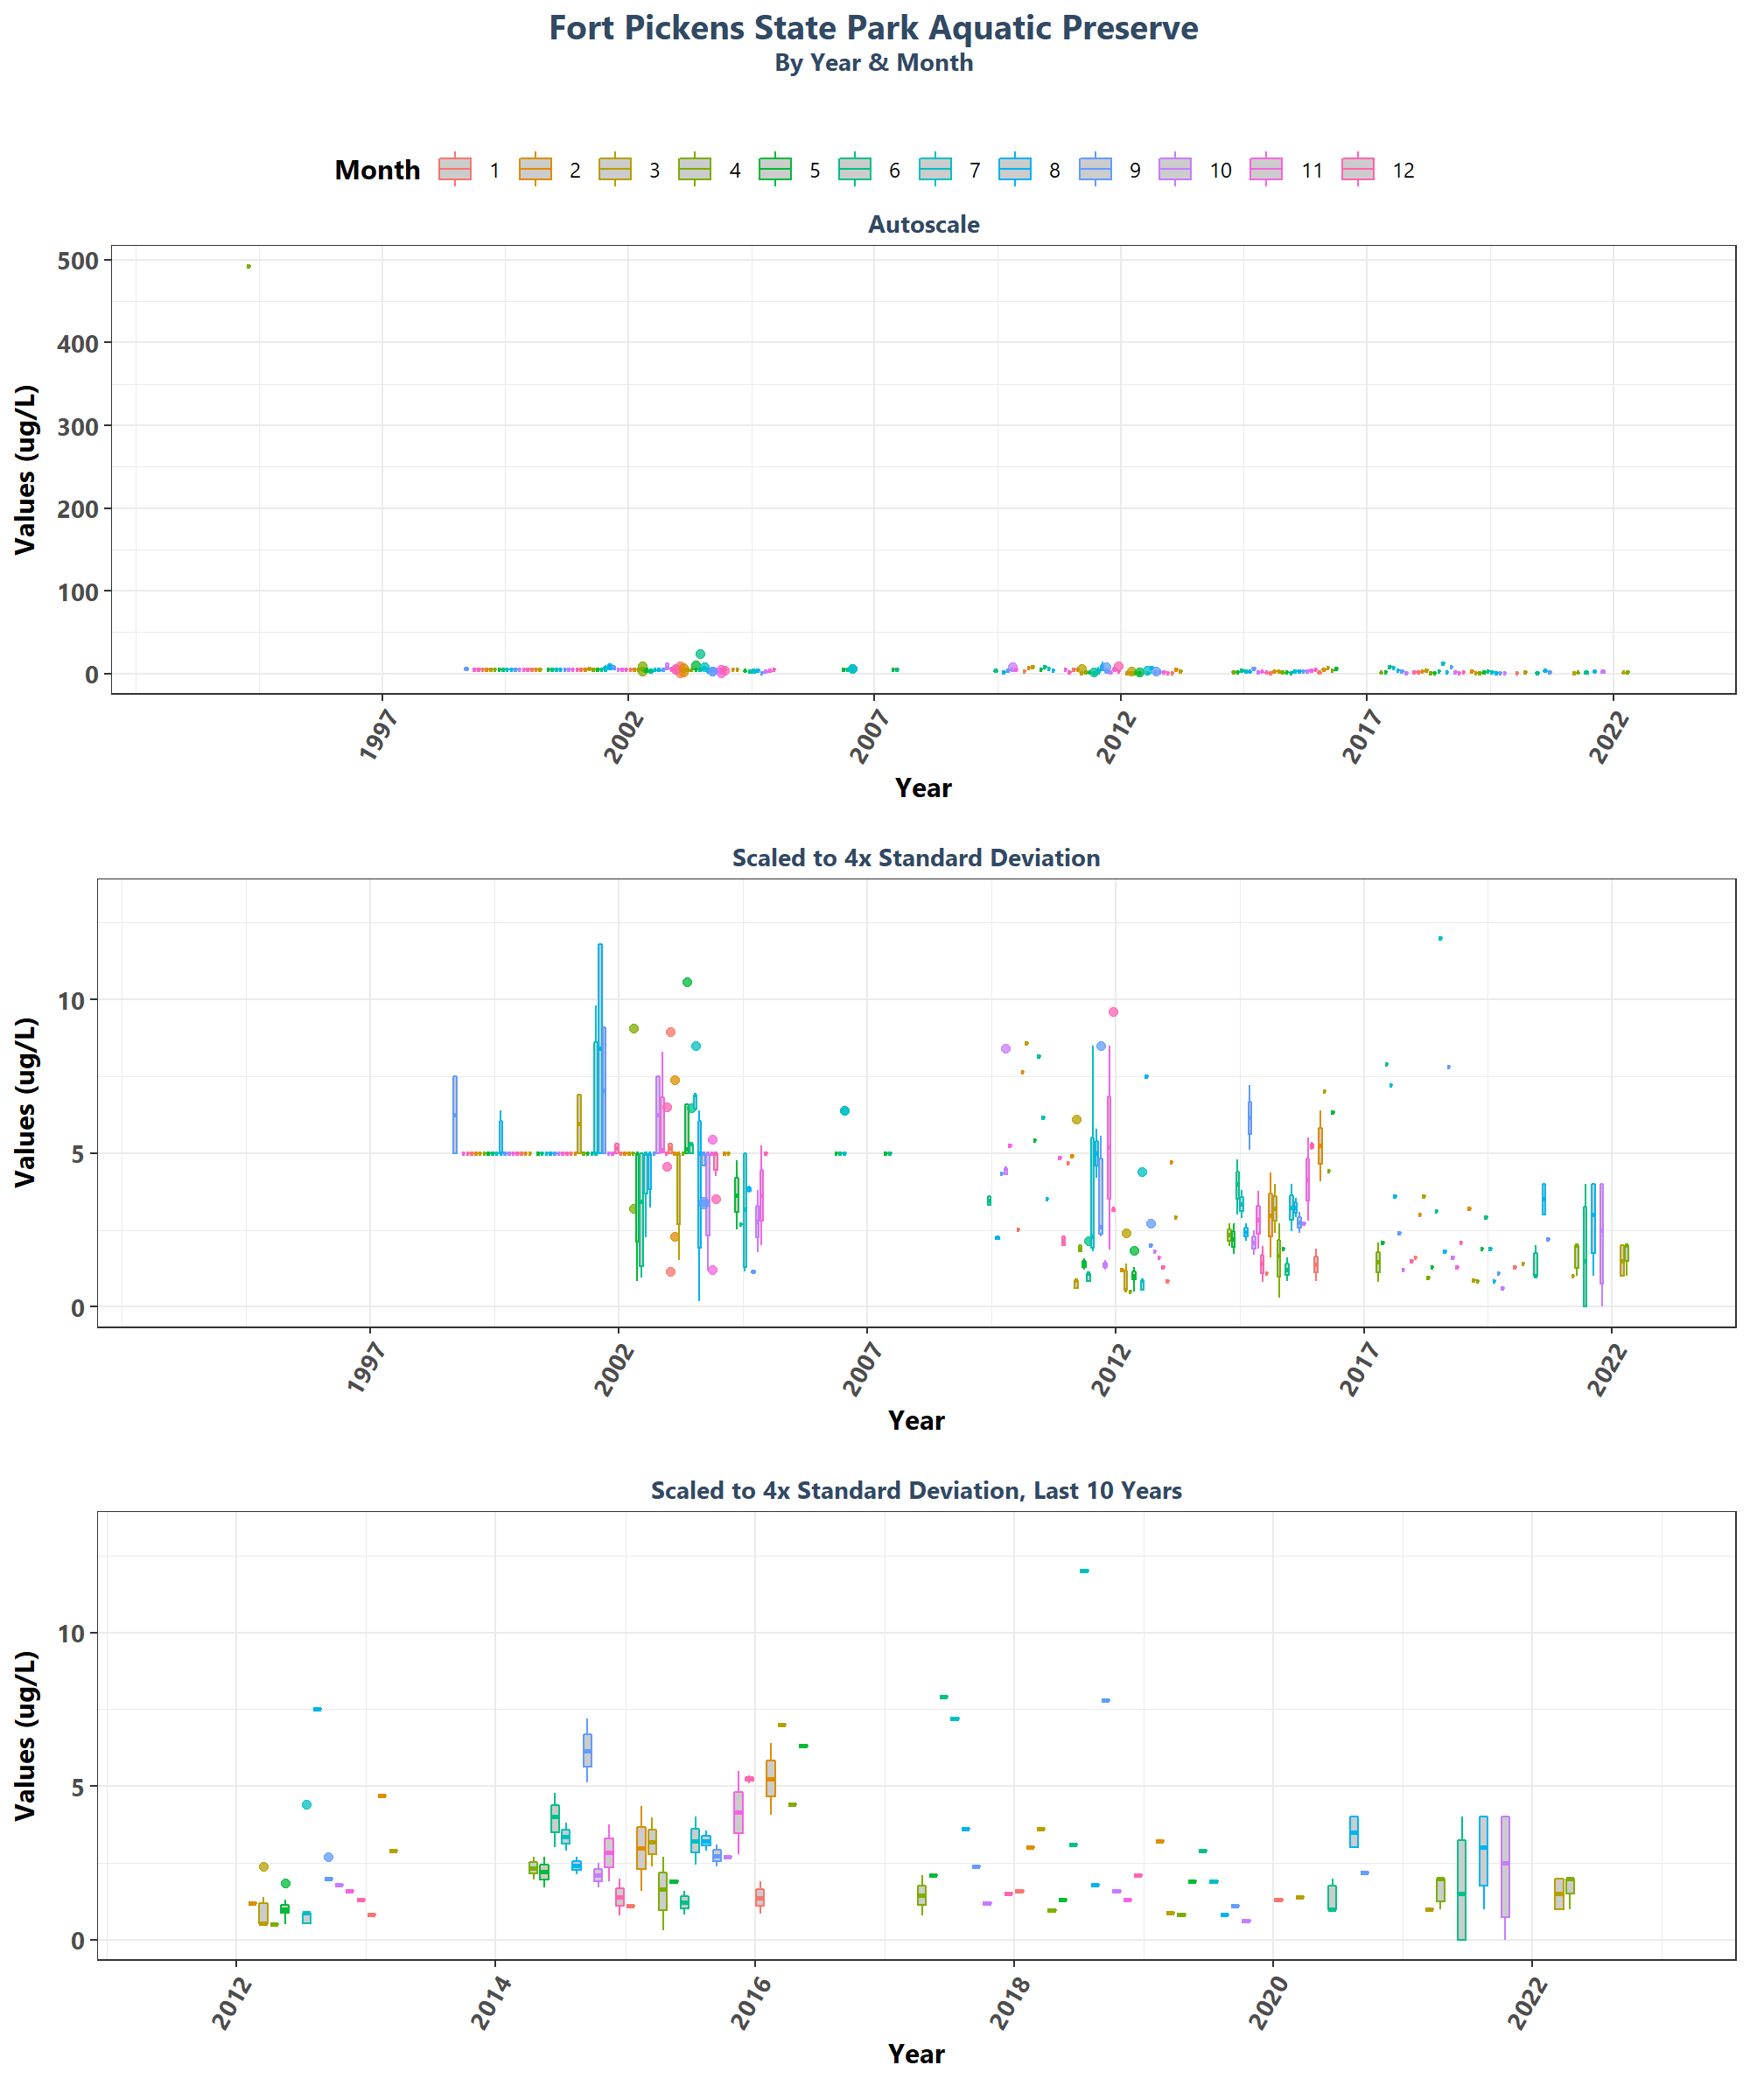 Fort Pickens State Park Aquatic Preserve
By Year & Month
Month 1 2 3 4 5 6 7 8 9 10 11 12
Autoscale
Values (ug/L)
500
400
300
200
100
0
1997 2002 2007 2012 2017 2022
Year
Scaled to 4x Standard Deviation
Values (ug/L)
10
5
0
1997 2002 2007 2012 2017 2022
Year
Scaled to 4x Standard Deviation, Last 10 Years
Values (ug/L)
10
5
0
2012 2014 2016 2018 2020 2022
Year